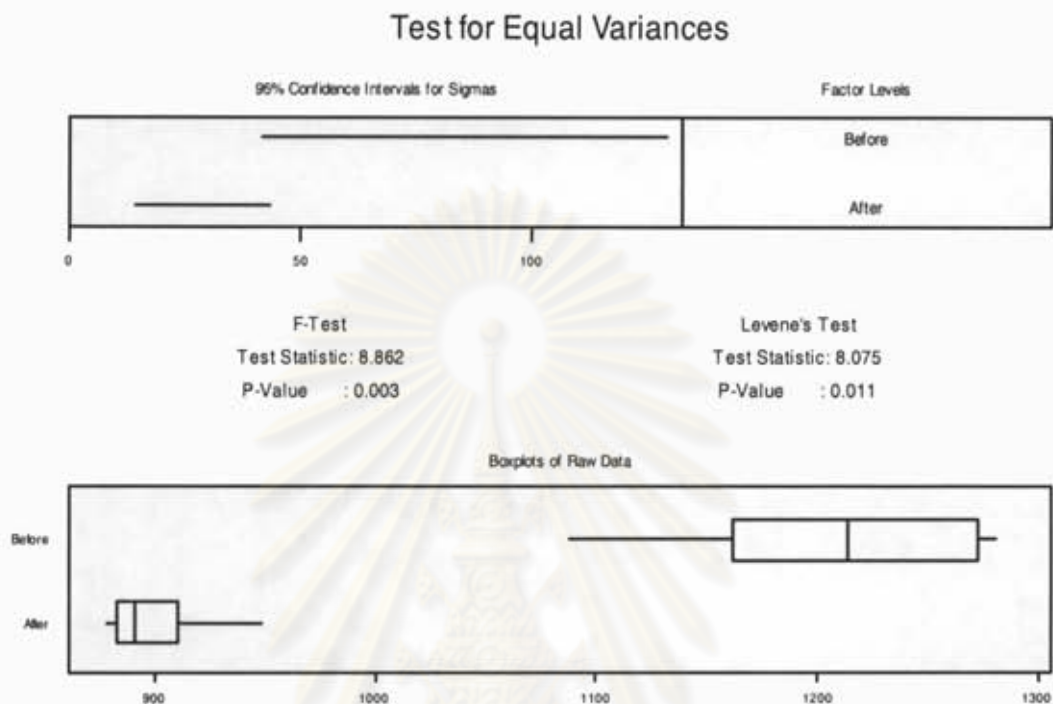 Test for Equal Variances
95% Confidence Intervals for Sigmas
Factor Levels
Before
After
0
50
100
F-Test
Test Statistic: 8.862
P-Value : 0.003
Levene's Test
Test Statistic: 8.075
P-Value : 0.011
Boxplots of Raw Data
Before
After
900
1000
1100
1200
1300